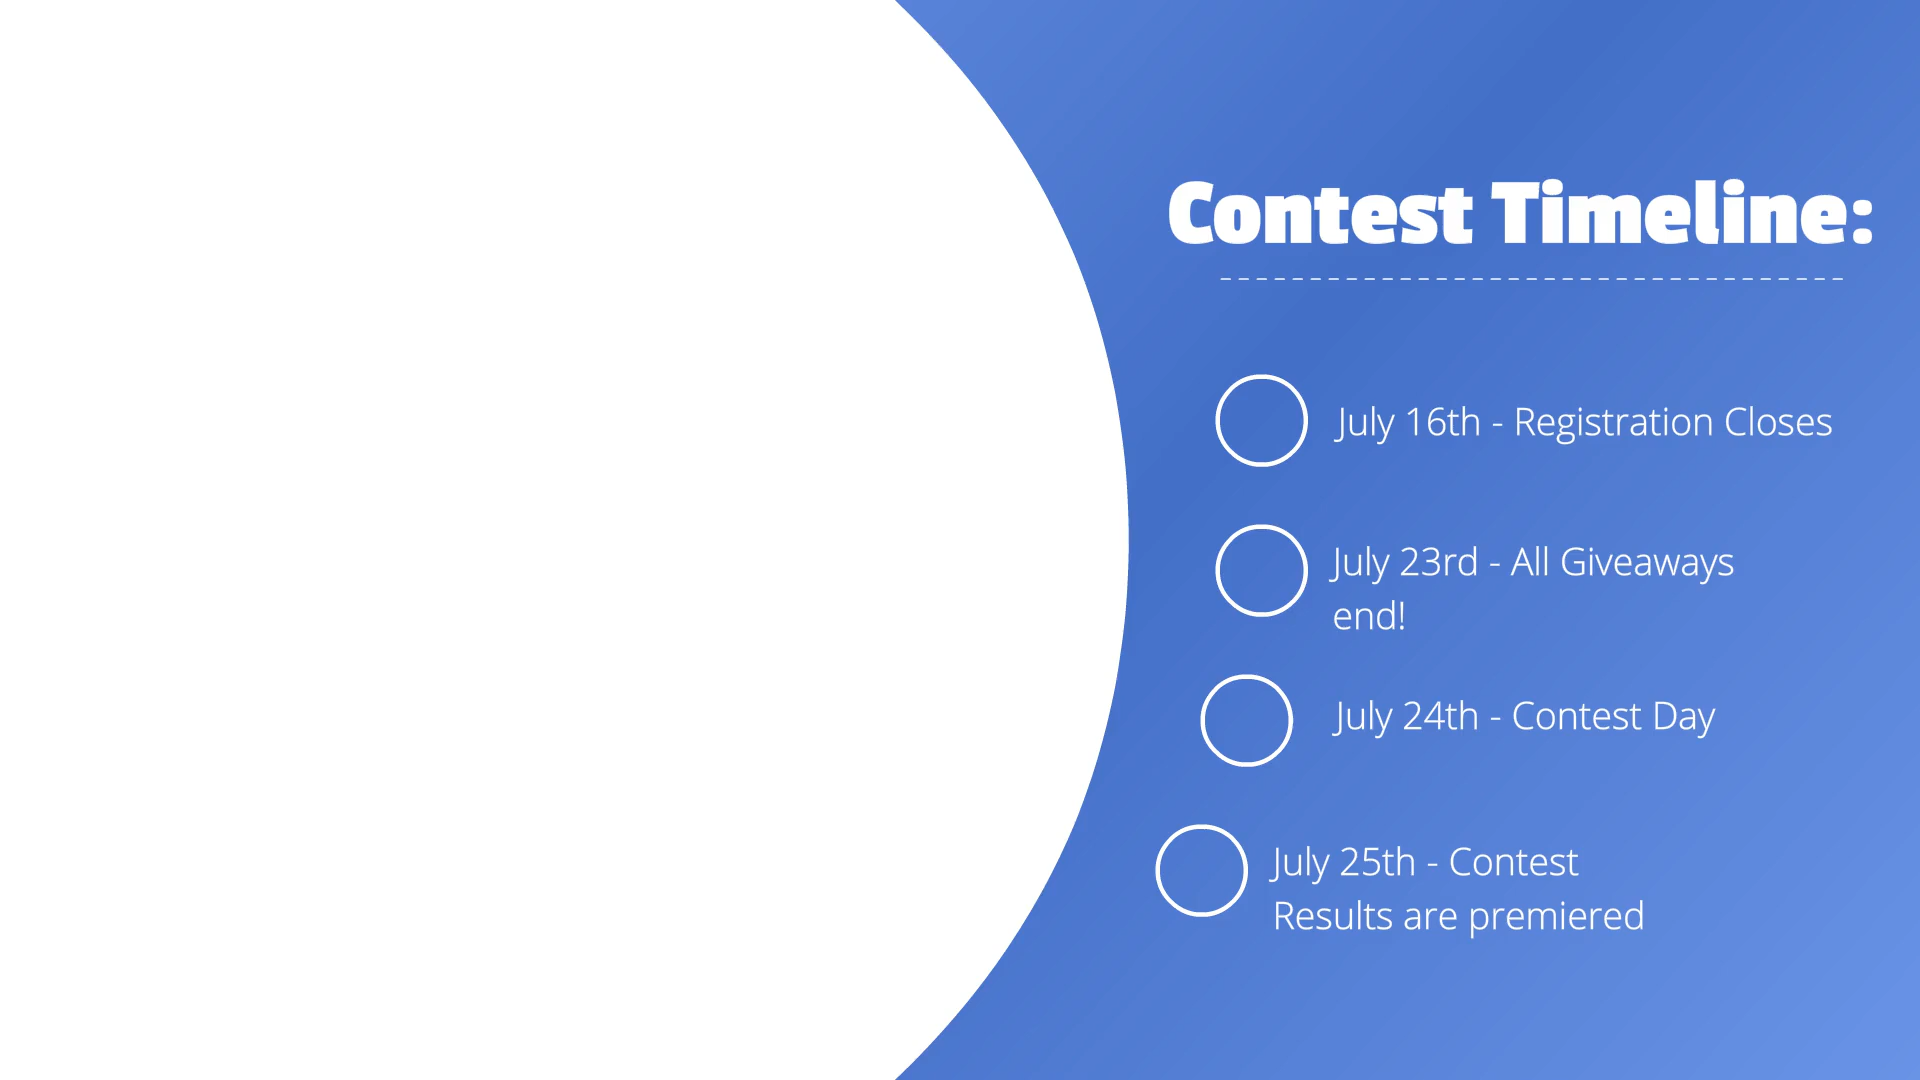 Contest Timeline:
July 16th - Registration Closes
July 23rd - All Giveaways
end!
July 24th - Contest Day
July 25th - Contest
Results are premiered